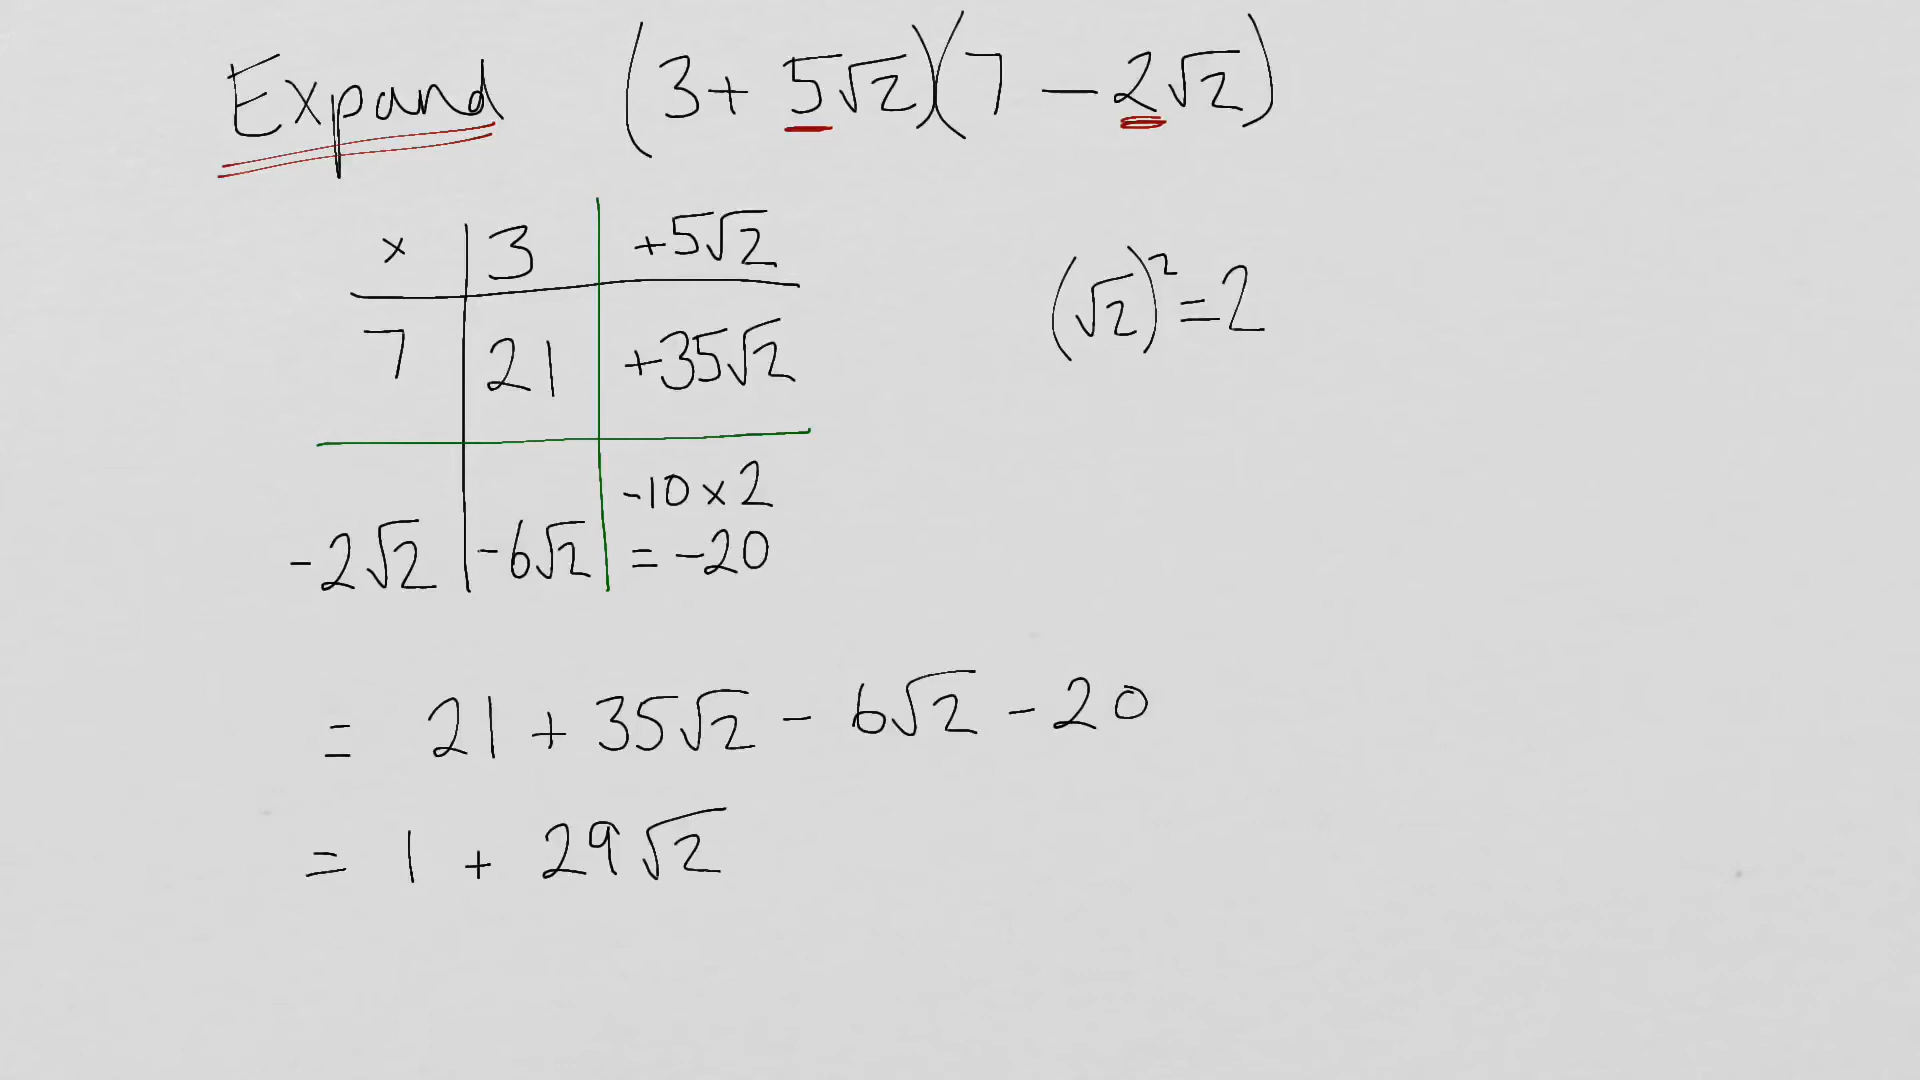 Expand (3 + 5√2)(7 - 2√2)
× 3 +5√2
7 21 +35√2
-10 × 2
-2√2 -6√2 = -20
(√2)² = 2
= 21 + 35√2 - 6√2 - 20
= 1 + 29√2